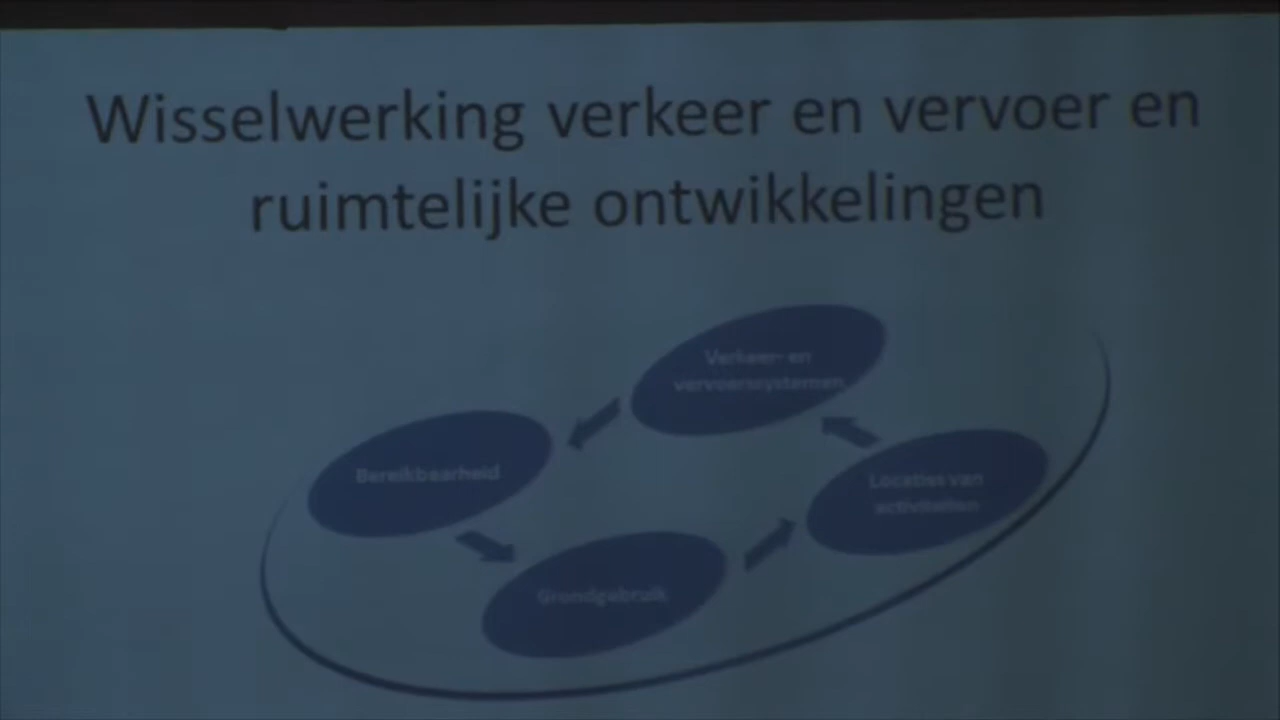 Wisselwerking verkeer en vervoer en
ruimtelijke ontwikkelingen
Verkeer- en
vervoerssystemen
Bereikbaarheid
Locaties van
activiteiten
Grondgebruik